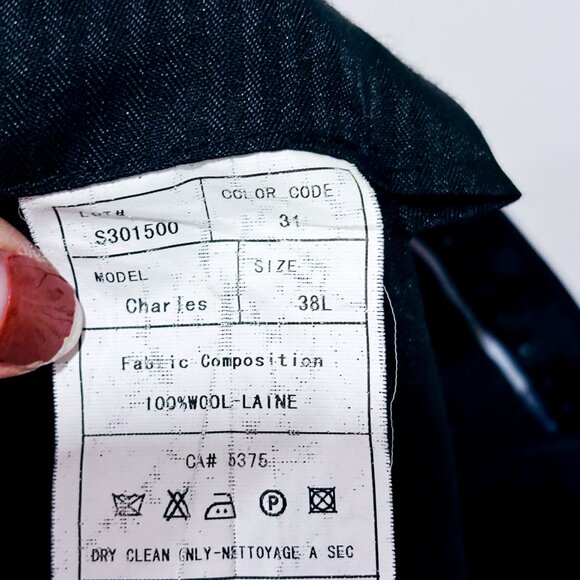 LOT#
COLOR CODE
S301500
31
MODEL
SIZE
Charles
38L
Fabric Composition
100%WOOL-LAINE
CA# 5375
P
DRY CLEAN ONLY-NETTOYAGE A SEC